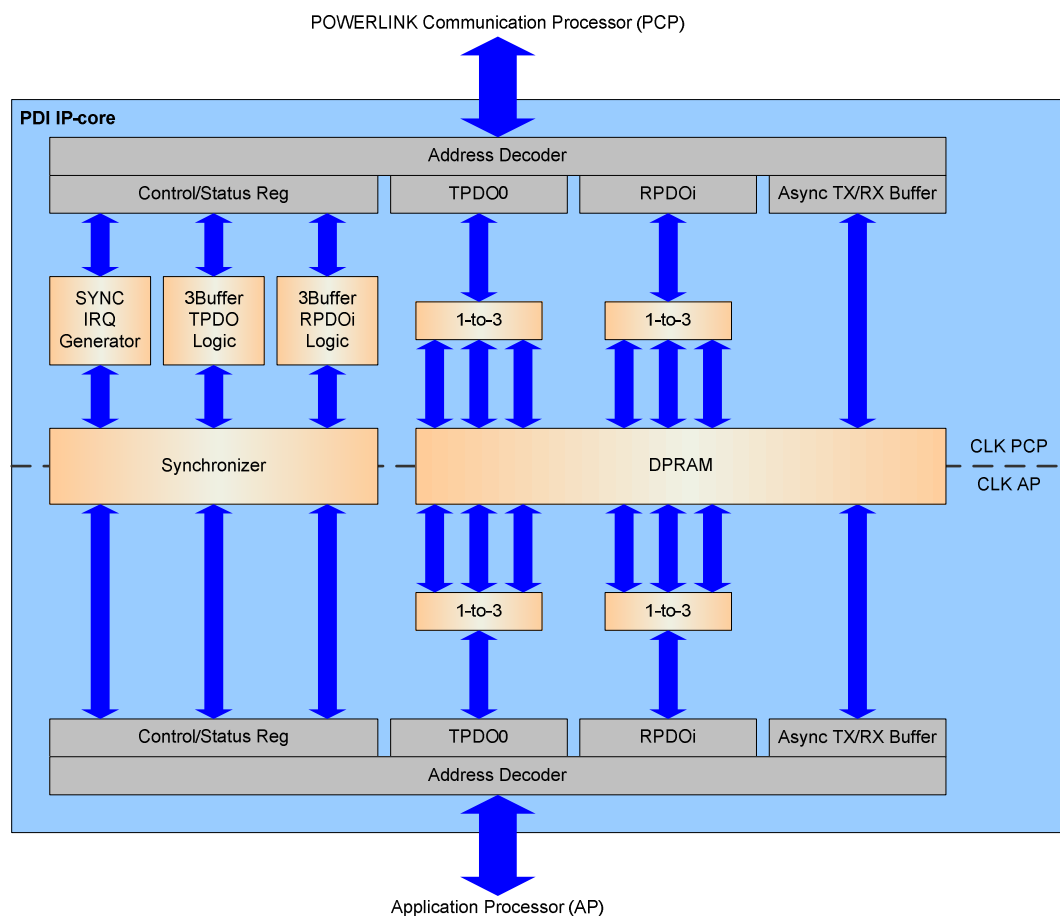 POWERLINK Communication Processor (PCP)
PDI IP-core
Address Decoder
Control/Status Reg
TPDO0
RPDOi
Async TX/RX Buffer
SYNC
IRQ
Generator
3Buffer
TPDO
Logic
3Buffer
RPDOi
Logic
1-to-3
1-to-3
Synchronizer
DPRAM
CLK PCP
CLK AP
1-to-3
1-to-3
Control/Status Reg
TPDO0
RPDOi
Async TX/RX Buffer
Address Decoder
Application Processor (AP)